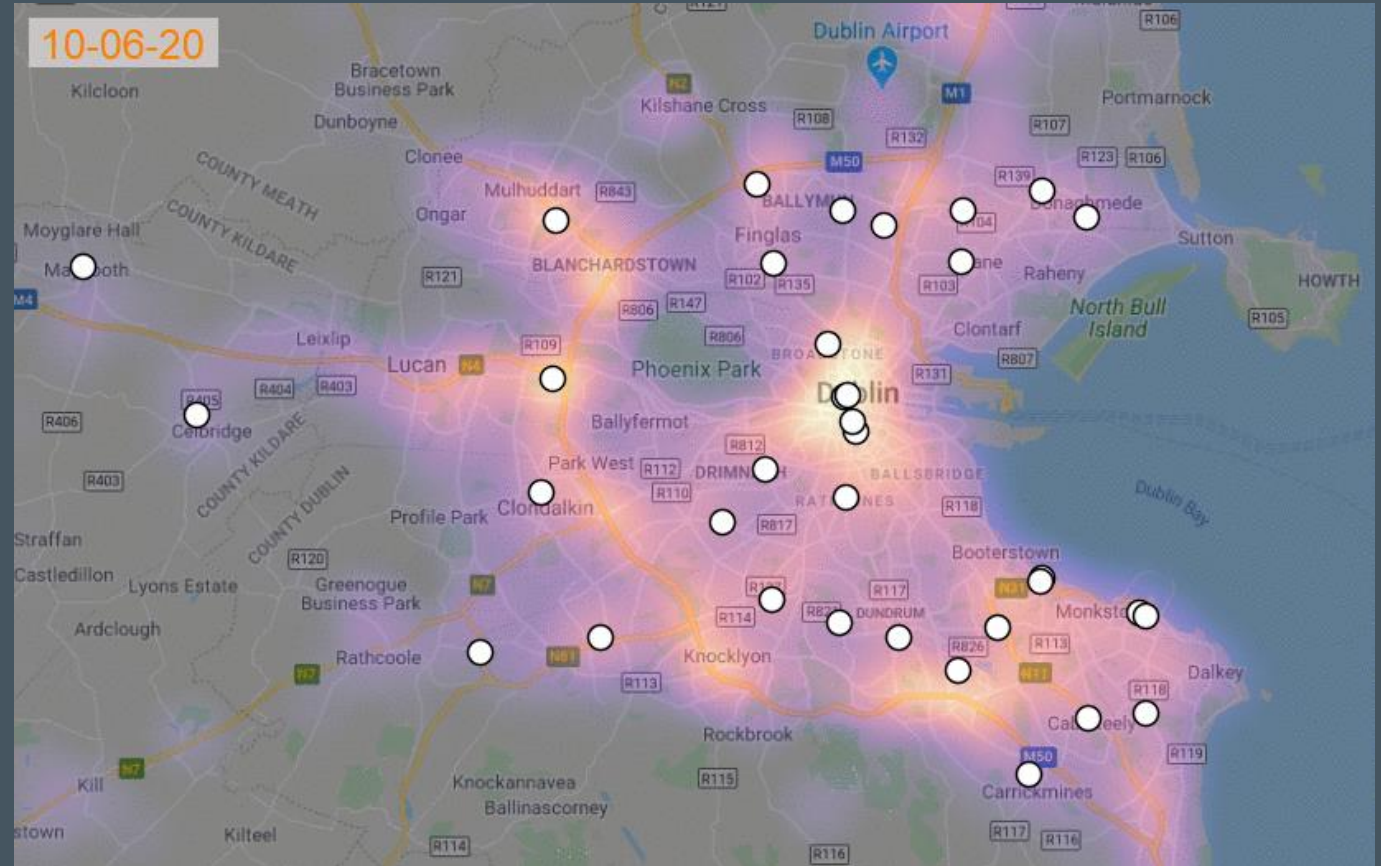 10-06-20
R121
R106
Dublin Airport
Bracetown
Business Park
Kilcloon
N2
M1
Kilshane Cross
Portmarnock
Dunboyne
R108
R107
R132
Clonee
M50
R123
R106
COUNTY MEATH
Mulhuddart
R843
R139
Ongar
COUNTY KILDARE
Moyglare Hall
Finglas
Sutton
BLANCHARDSTOWN
R121
R102
R135
R103
Raheny
HOWTH
M4
R147
R806
North Bull
Island
R105
Leixlip
R806
Clontarf
R109
R807
Lucan
N4
Phoenix Park
R131
R404
R403
R405
Celbridge
R406
Ballyfermot
COUNTY KILDARE
R812
Park West
R112
R403
R110
BALLSBRIDGE
COUNTY DUBLIN
Dublin Bay
Profile Park
Clondalkin
R817
R118
Straffan
R120
Booterstown
Castledillon
Lyons Estate
Greenogue
Business Park
N7
N31
R117
R114
DUNDRUM
Ardclough
R826
R113
Rathcoole
N81
Knocklyon
N7
R113
N11
Dalkey
R118
Rockbrook
R119
M50
N7
Kill
Knockannavea
R115
Carrickmines
Ballinascorney
stown
Kilteel
R114
R117
R116
R116